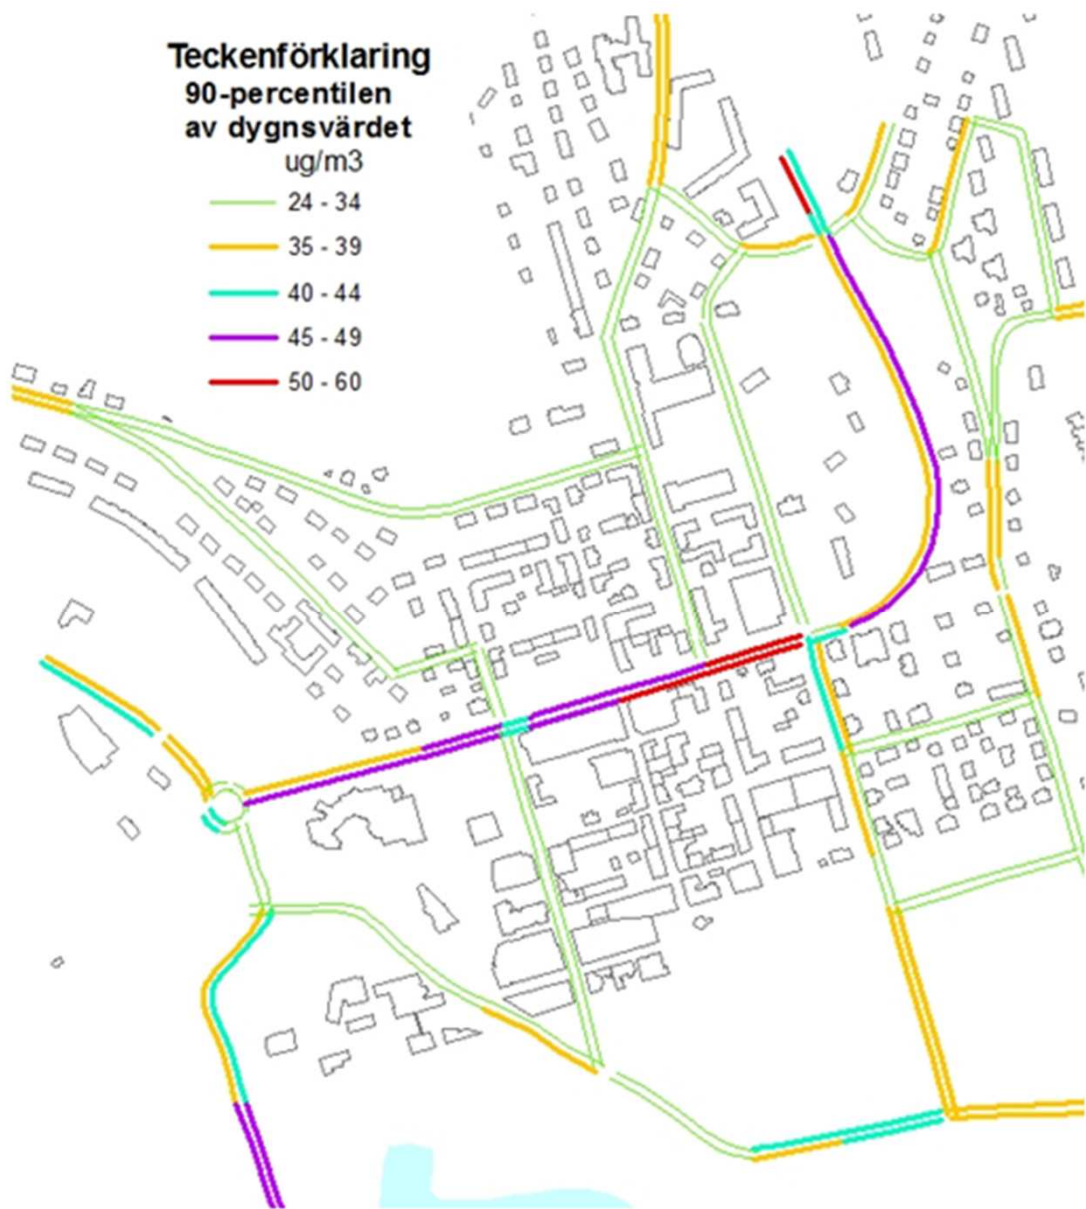 Teckenförklaring
90-percentilen
av dygnsvärdet
ug/m3
24 - 34
35 - 39
40 - 44
45 - 49
50 - 60